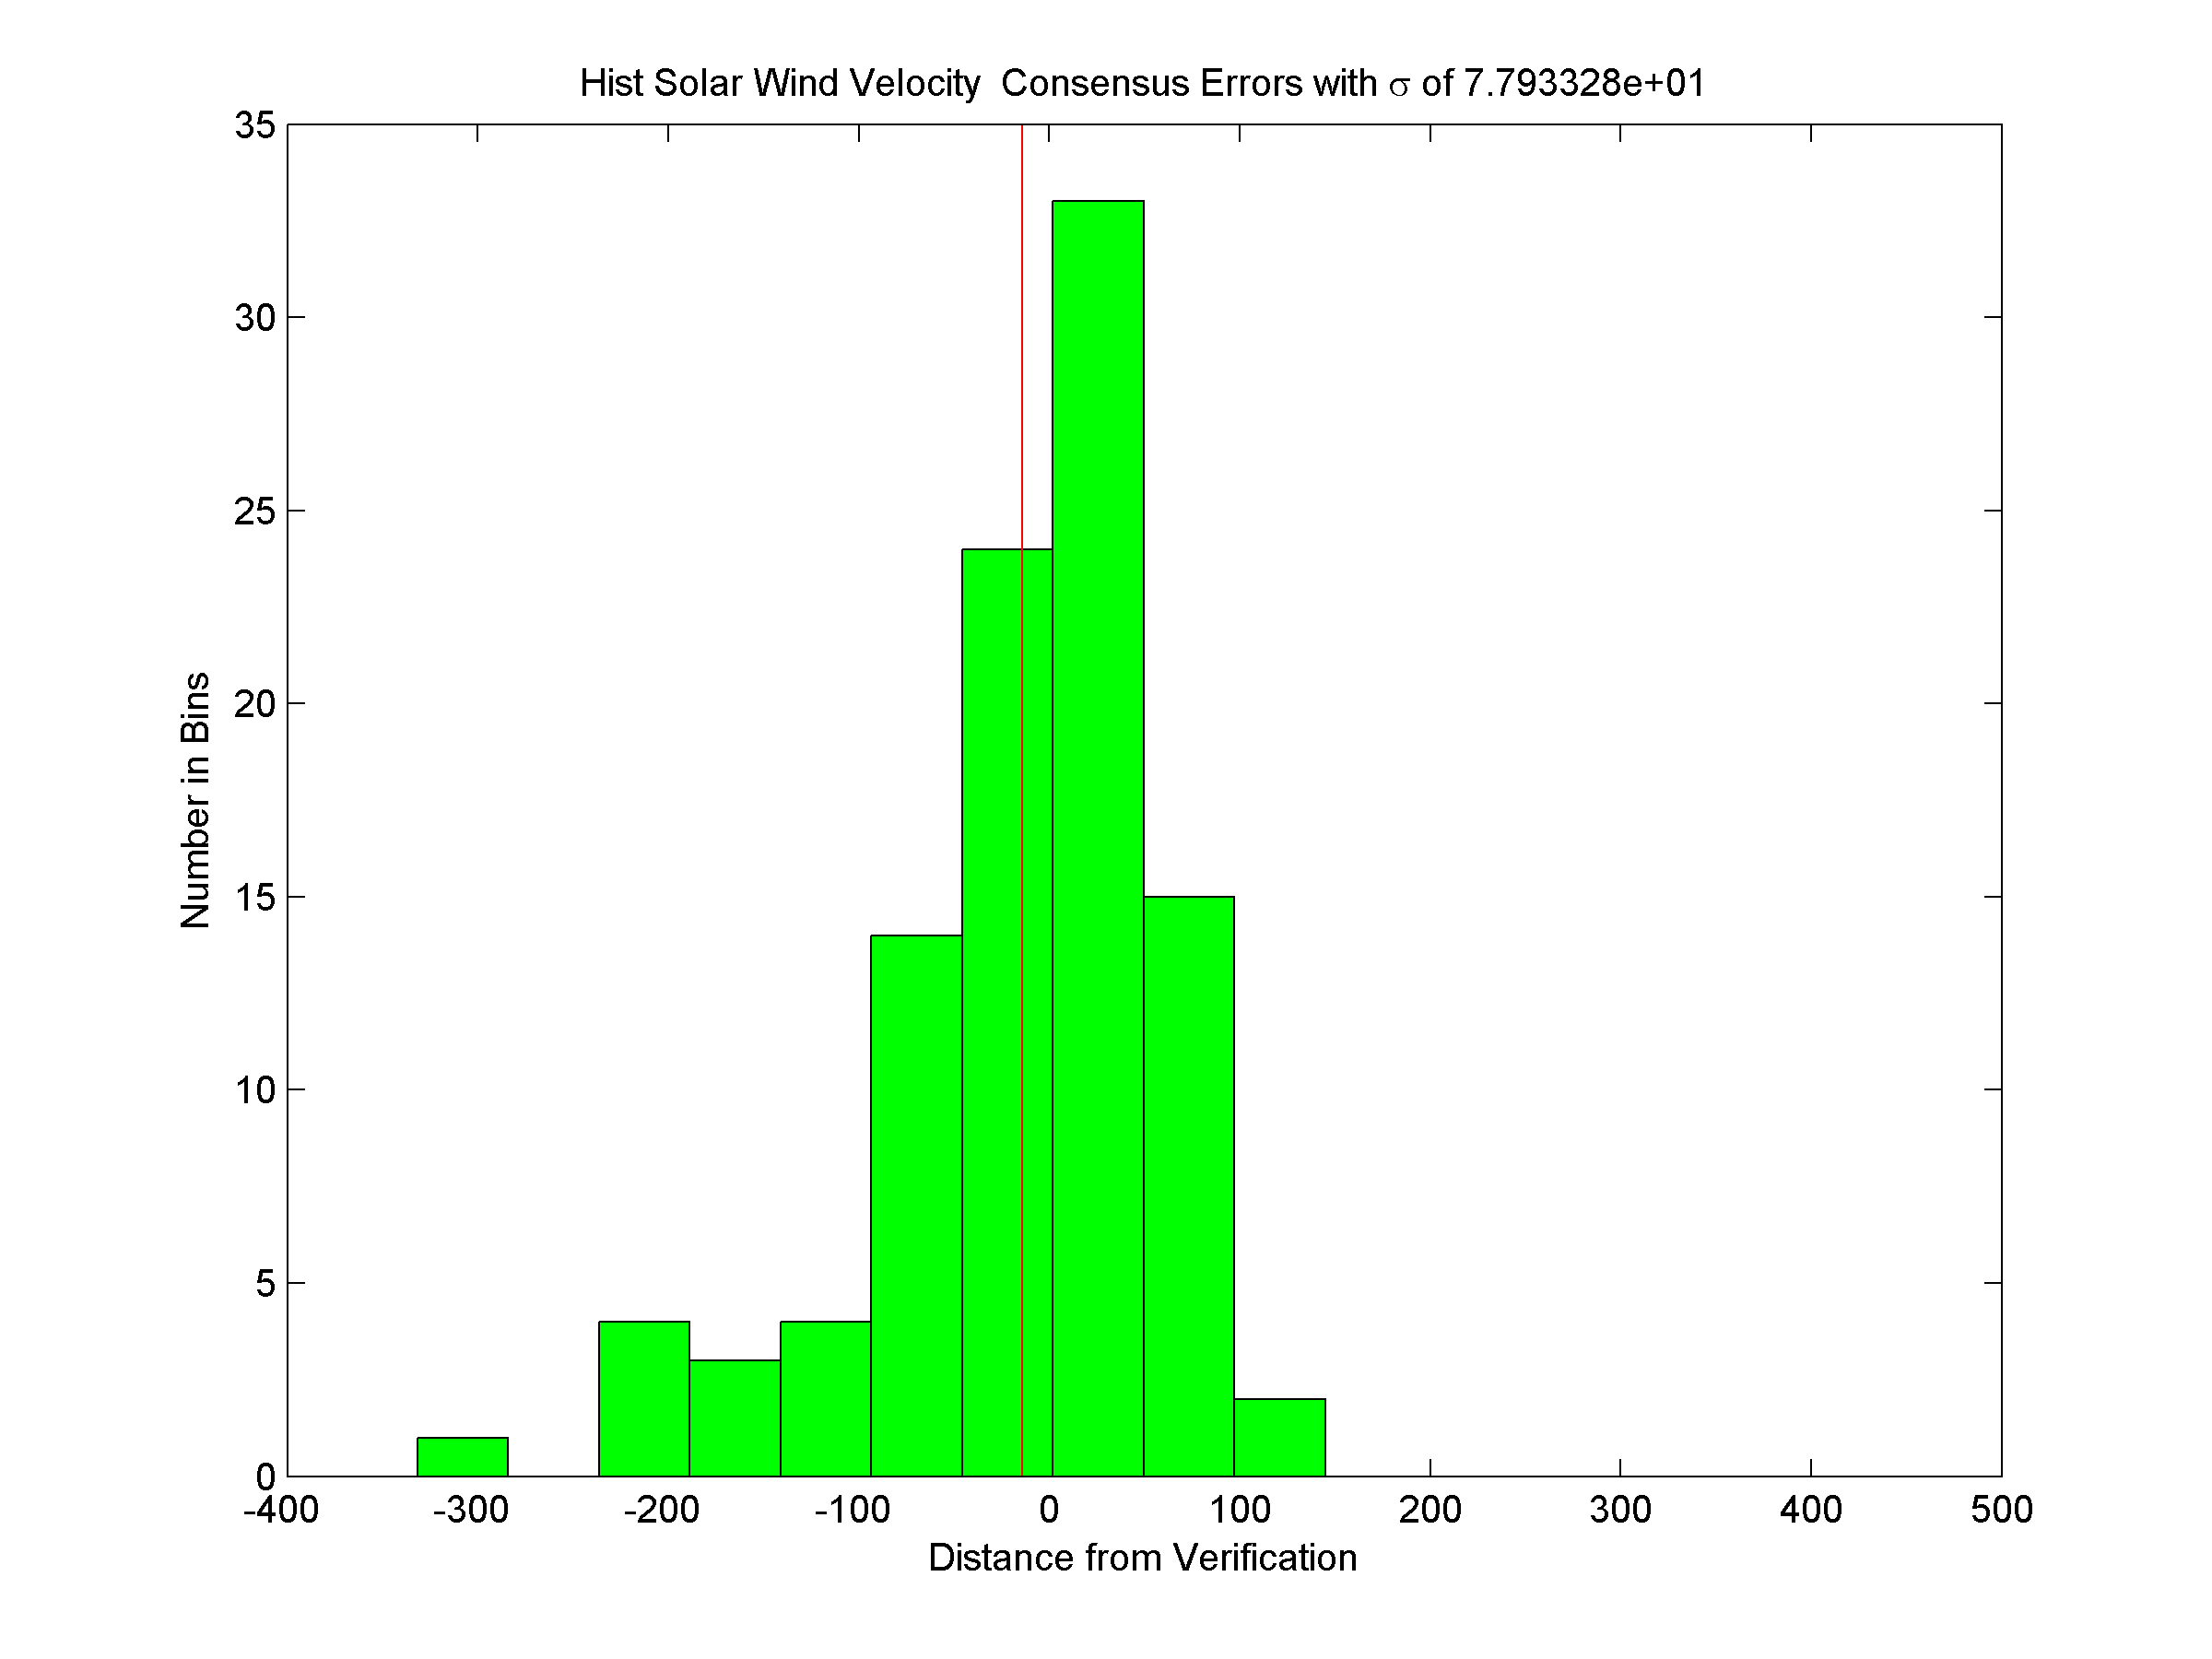 Hist Solar Wind Velocity  Consensus Errors with σ of 7.793328e+01
35
30
25
20
15
10
5
0
Number in Bins
-400 -300 -200 -100 0 100 200 300 400 500
Distance from Verification